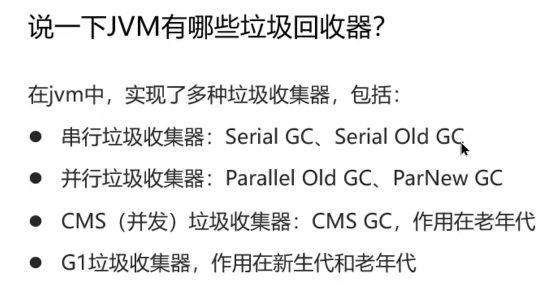 说一下JVM有哪些垃圾回收器？
在jvm中，实现了多种垃圾收集器，包括：
● 串行垃圾收集器：Serial GC、Serial Old GC
● 并行垃圾收集器：Parallel Old GC、ParNew GC
● CMS（并发）垃圾收集器：CMS GC，作用在老年代
● G1垃圾收集器，作用在新生代和老年代